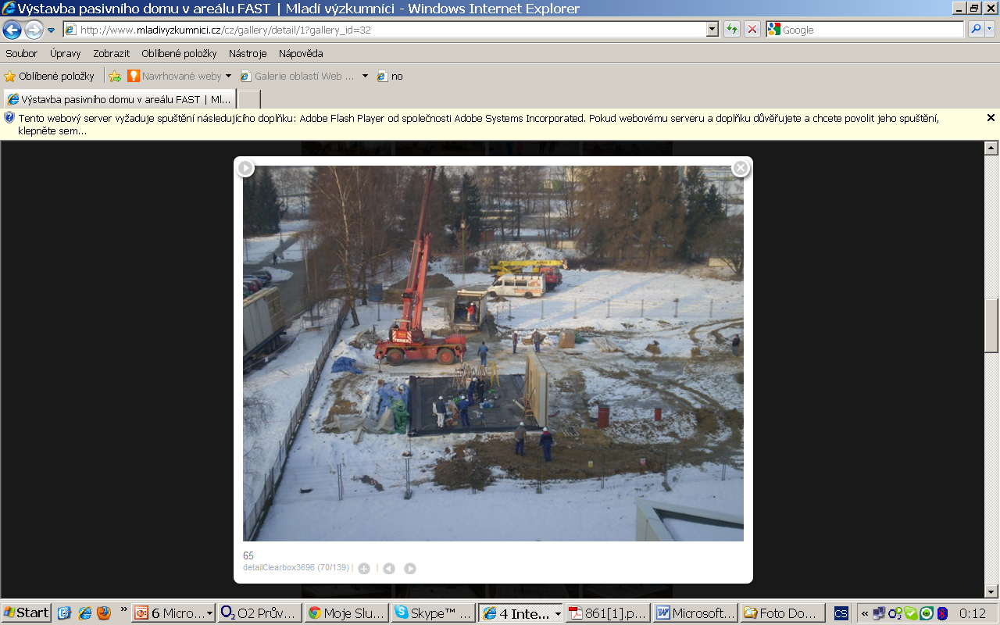 Výstavba pasivního domu v areálu FAST | Mladí výzkumníci - Windows Internet Explorer
http://www.mladivyzkumnici.cz/cz/gallery/detail/1?gallery_id=32
Google
Soubor Úpravy Zobrazit Oblíbené položky Nástroje Nápověda
Oblíbené položky Navrhované weby Galerie oblastí Web ... no
Výstavba pasivního domu v areálu FAST | Ml...
Tento webový server vyžaduje spuštění následujícího doplňku: Adobe Flash Player od společnosti Adobe Systems Incorporated. Pokud webovému serveru a doplňku důvěřujete a chcete povolit jeho spuštění,
klepněte sem...
TEREX
65
detailClearbox3696 (70/139) | |
Start » 6 Micro... O2 Prův... Moje Slu... Skype™ ... 4 Inte... 861[1].p... Microsoft... Foto Do... CS « 0:12